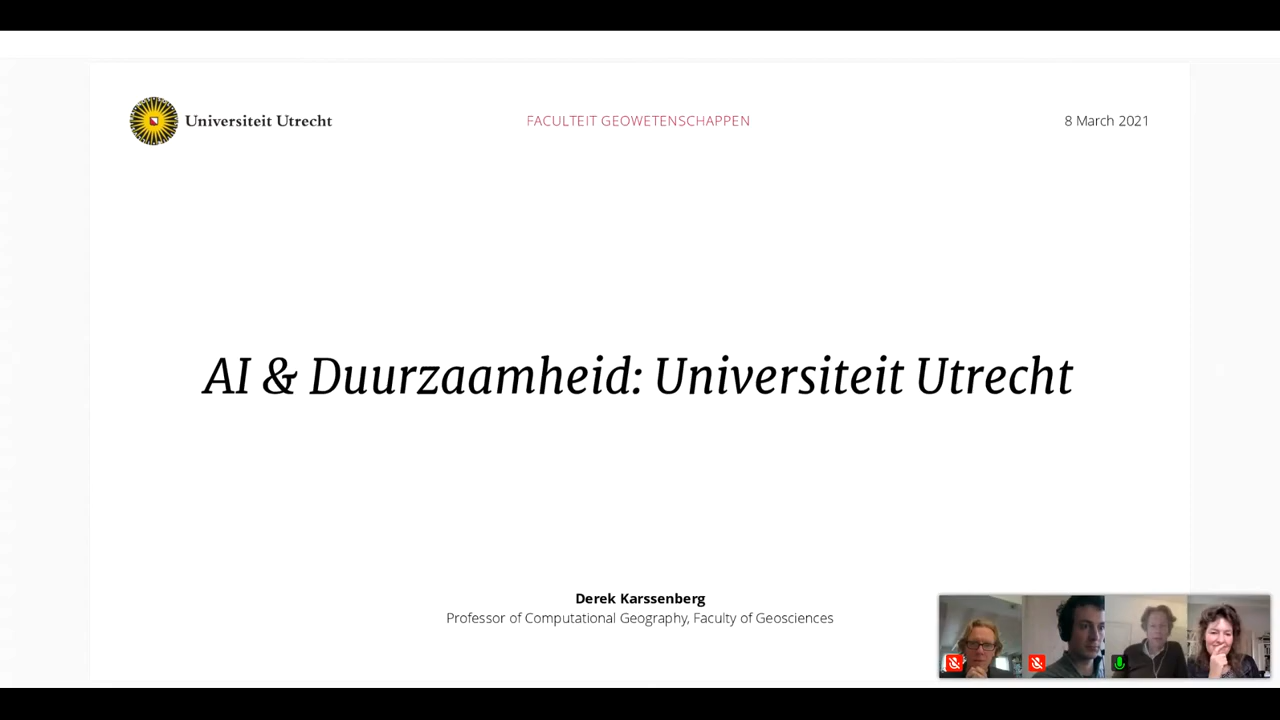 Universiteit Utrecht
FACULTEIT GEOWETENSCHAPPEN
8 March 2021
AI & Duurzaamheid: Universiteit Utrecht
Derek Karssenberg
Professor of Computational Geography, Faculty of Geosciences